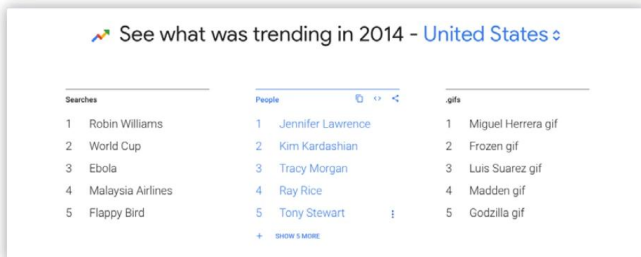 See what was trending in 2014 - United States
Searches
1 Robin Williams
2 World Cup
3 Ebola
4 Malaysia Airlines
5 Flappy Bird
People
1 Jennifer Lawrence
2 Kim Kardashian
3 Tracy Morgan
4 Ray Rice
5 Tony Stewart
+ SHOW 5 MORE
.gifs
1 Miguel Herrera gif
2 Frozen gif
3 Luis Suarez gif
4 Madden gif
5 Godzilla gif